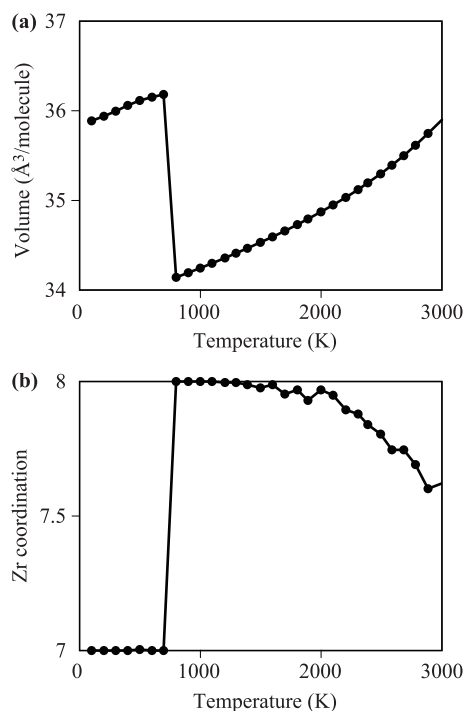 (a)
37
36
35
34
Volume (Å³/molecule)
0 1000 2000 3000
Temperature (K)
(b)
8
7.5
7
Zr coordination
0 1000 2000 3000
Temperature (K)